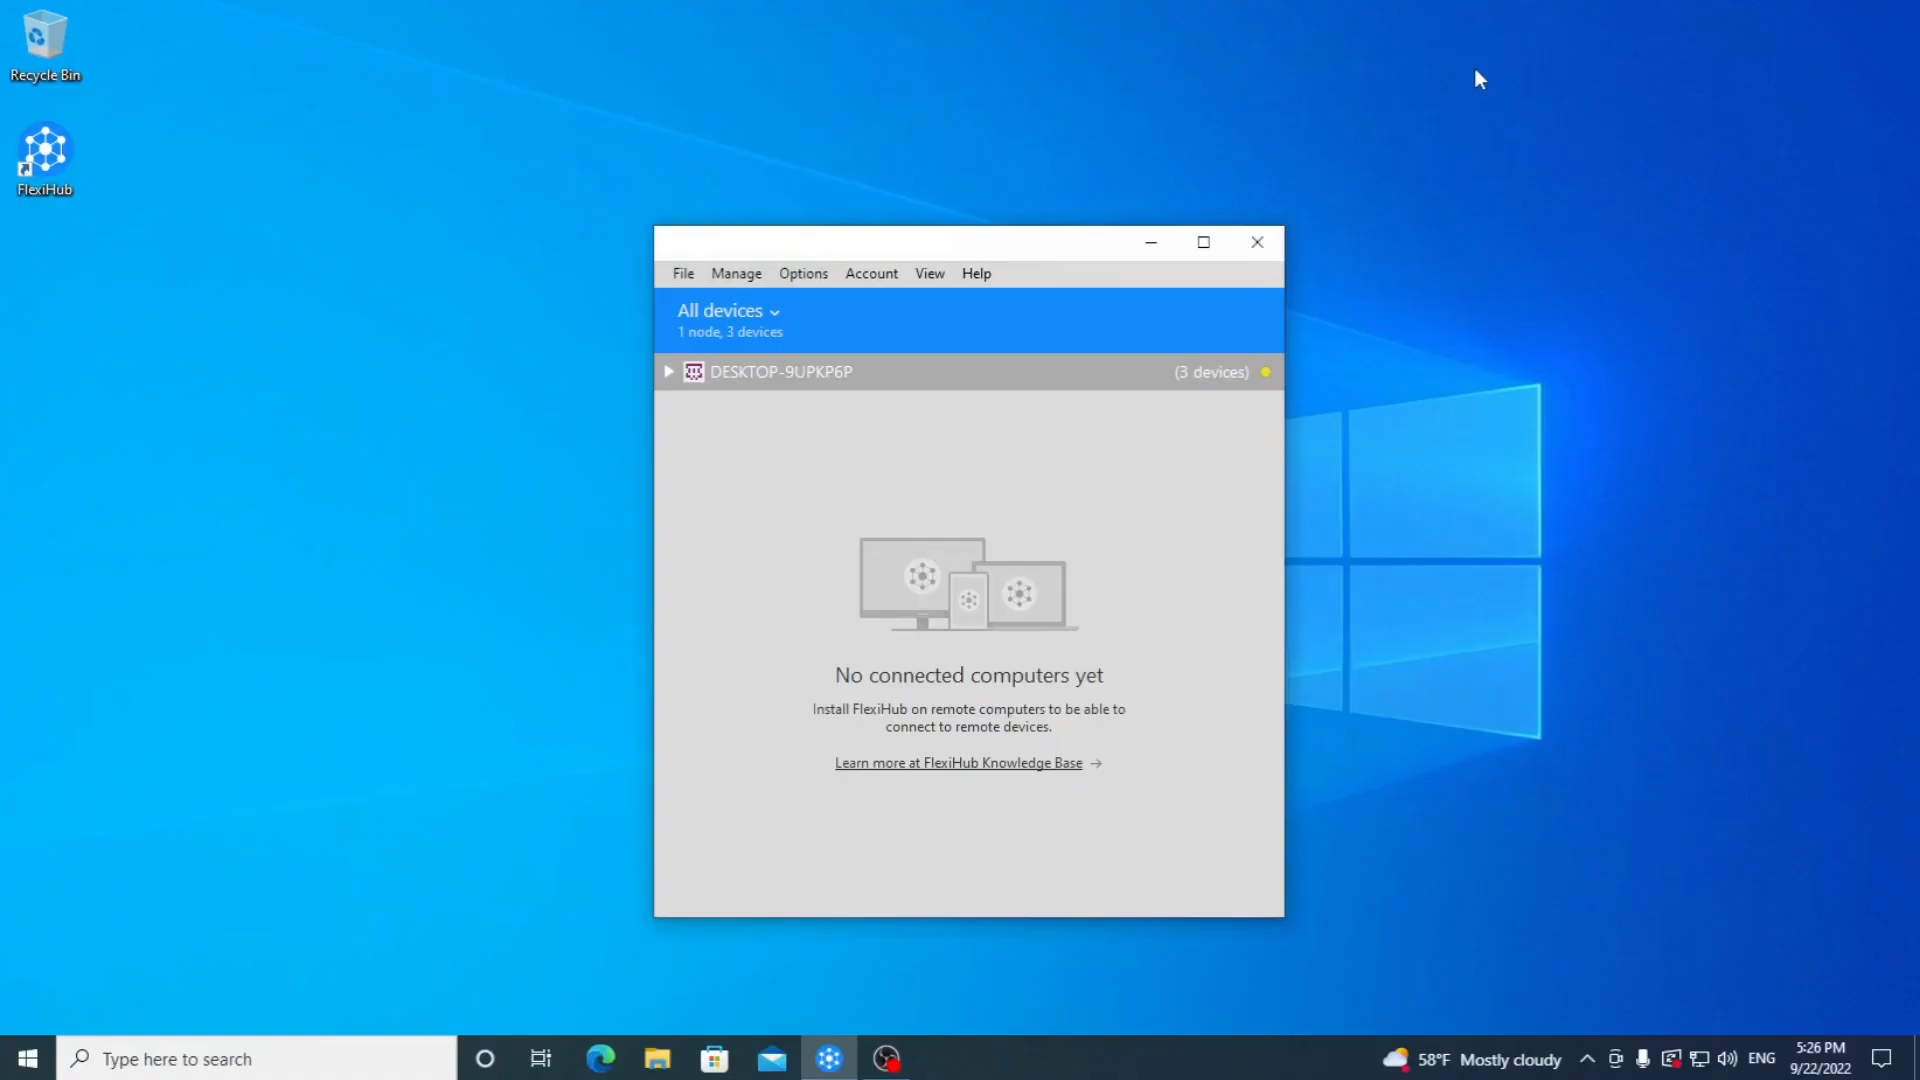 Recycle Bin
FlexiHub
File Manage Options Account View Help
All devices
1 node, 3 devices
DESKTOP-9UPKP6P (3 devices)
No connected computers yet
Install FlexiHub on remote computers to be able to
connect to remote devices.
Learn more at FlexiHub Knowledge Base →
Type here to search
58°F Mostly cloudy
ENG
5:26 PM
9/22/2022